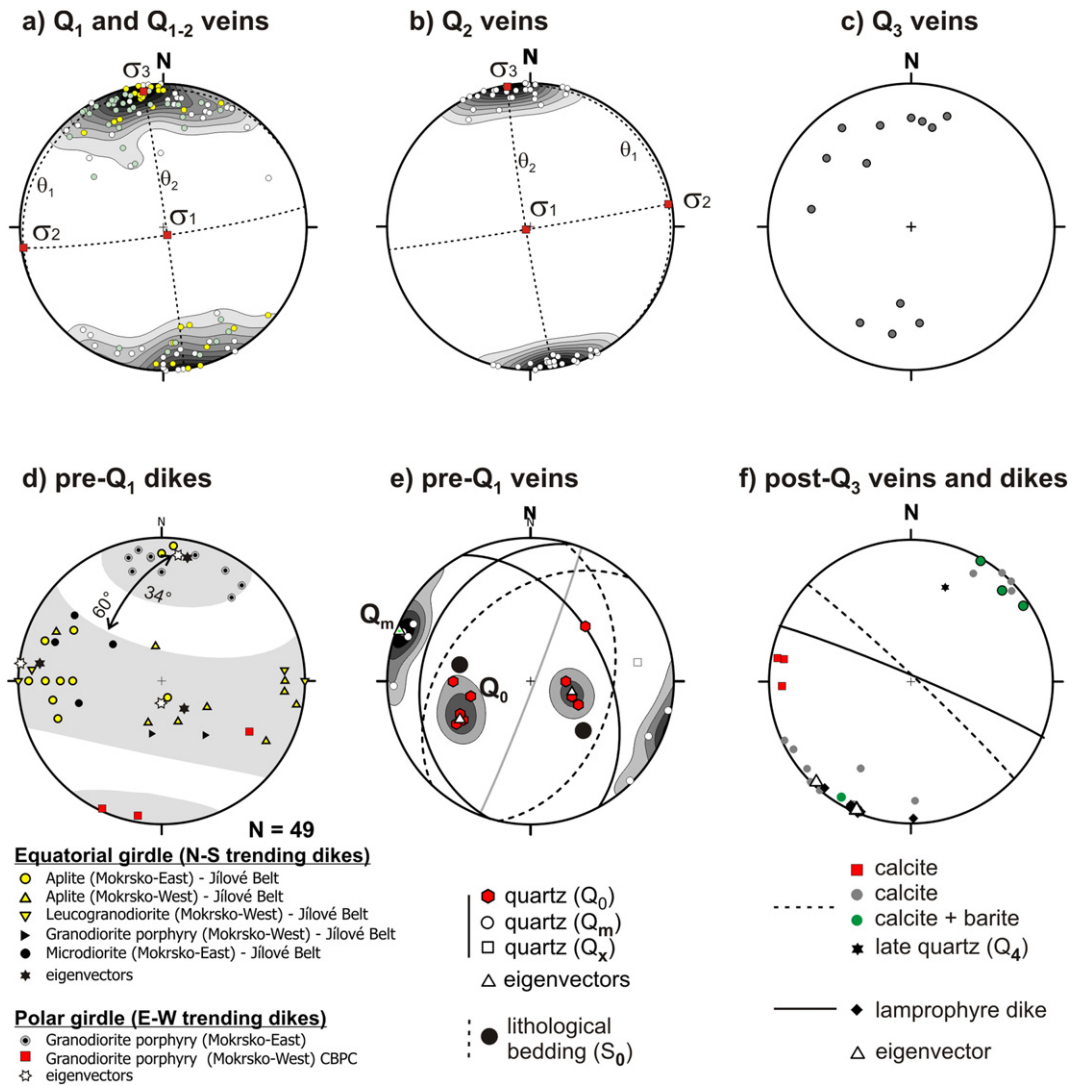 a) Q1 and Q1-2 veins
N
σ3
θ1
θ2
σ1
σ2
b) Q2 veins
N
σ3
θ1
θ2
σ1
σ2
c) Q3 veins
N
d) pre-Q1 dikes
N
60°
34°
N = 49
Equatorial girdle (N-S trending dikes)
Aplite (Mokrsko-East) - Jílové Belt
Aplite (Mokrsko-West) - Jílové Belt
Leucogranodiorite (Mokrsko-West) - Jílové Belt
Granodiorite porphyry (Mokrsko-West) - Jílové Belt
Microdiorite (Mokrsko-East) - Jílové Belt
eigenvectors
Polar girdle (E-W trending dikes)
Granodiorite porphyry (Mokrsko-East)
Granodiorite porphyry (Mokrsko-West) CBPC
eigenvectors
e) pre-Q1 veins
N
Qm
Q0
quartz (Q0)
quartz (Qm)
quartz (Qx)
eigenvectors
lithological
bedding (S0)
f) post-Q3 veins and dikes
N
calcite
calcite
calcite + barite
late quartz (Q4)
lamprophyre dike
eigenvector